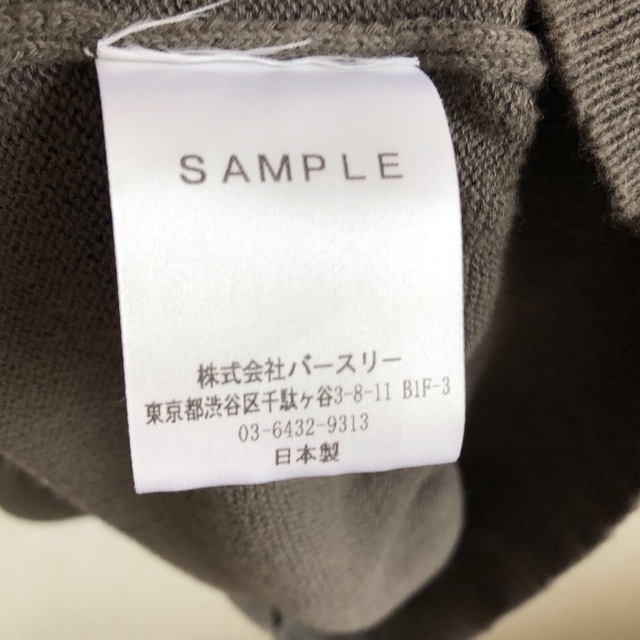 SAMPLE
株式会社バースリー
東京都渋谷区千駄ヶ谷3-8-11 B1F-3
03-6432-9313
日本製